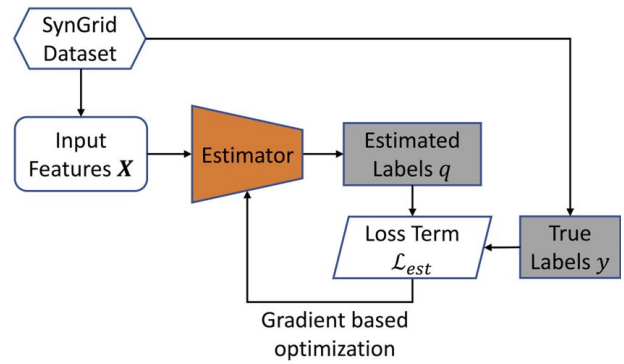 SynGrid
Dataset
Input
Features X
Estimator
Estimated
Labels q
Loss Term
ℒest
True
Labels y
Gradient based
optimization